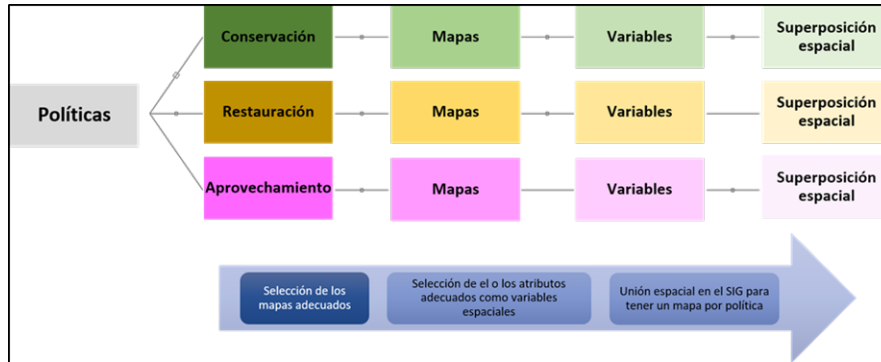 Políticas
Conservación
Mapas
Variables
Superposición
espacial
Restauración
Mapas
Variables
Superposición
espacial
Aprovechamiento
Mapas
Variables
Superposición
espacial
Selección de los
mapas adecuados
Selección de el o los atributos
adecuados como variables
espaciales
Unión espacial en el SIG para
tener un mapa por política